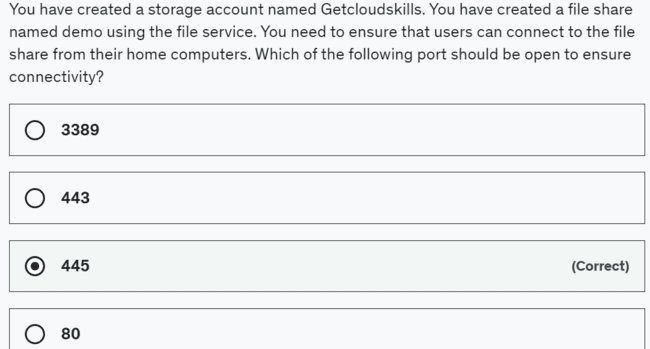 You have created a storage account named Getcloudskills. You have created a file share
named demo using the file service. You need to ensure that users can connect to the file
share from their home computers. Which of the following port should be open to ensure
connectivity?
3389
443
445 (Correct)
80